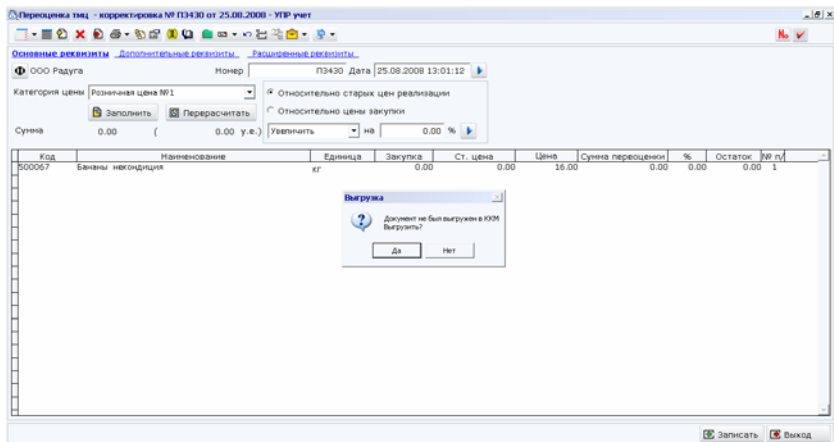 Переоценка тмц - корректировка № П3430 от 25.08.2008 - УПР учет
№
Основные реквизиты Дополнительные реквизиты Расширенные реквизиты
Ф ООО Радуга Номер П3430 Дата 25.08.2008 13:01:12
Категория цены Розничная цена №1 Относительно старых цен реализации
Заполнить Перерасчитать Относительно цены закупки
Сумма 0.00 ( 0.00 у.е.) Увеличить на 0.00 %
Код Наименование Единица Закупка Ст. цена Цена Сумма переоценки % Остаток № п/
500067 Бананы некондиция кг 0.00 0.00 16.00 0.00 0.00 0.00 1
Выгрузка
Документ не был выгружен в ККМ
Выгрузить?
Да Нет
Записать Выход